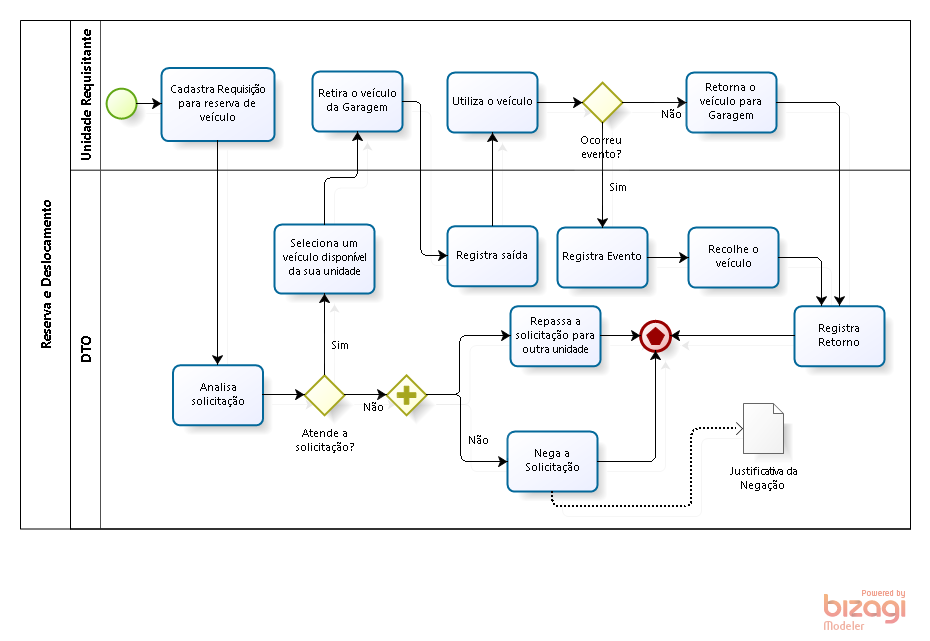 Reserva e Deslocamento
Unidade Requisitante
Cadastra Requisição
para reserva de
veículo
Retira o veículo
da Garagem
Utiliza o veículo
Ocorreu
evento?
Não
Retorna o
veículo para
Garagem
Sim
DTO
Seleciona um
veículo disponível
da sua unidade
Registra saída
Registra Evento
Recolhe o
veículo
Sim
Repassa a
solicitação para
outra unidade
Registra
Retorno
Analisa
solicitação
Atende a
solicitação?
Não
Não
Nega a
Solicitação
Justificativa da
Negação
Powered by
bizagi
Modeler